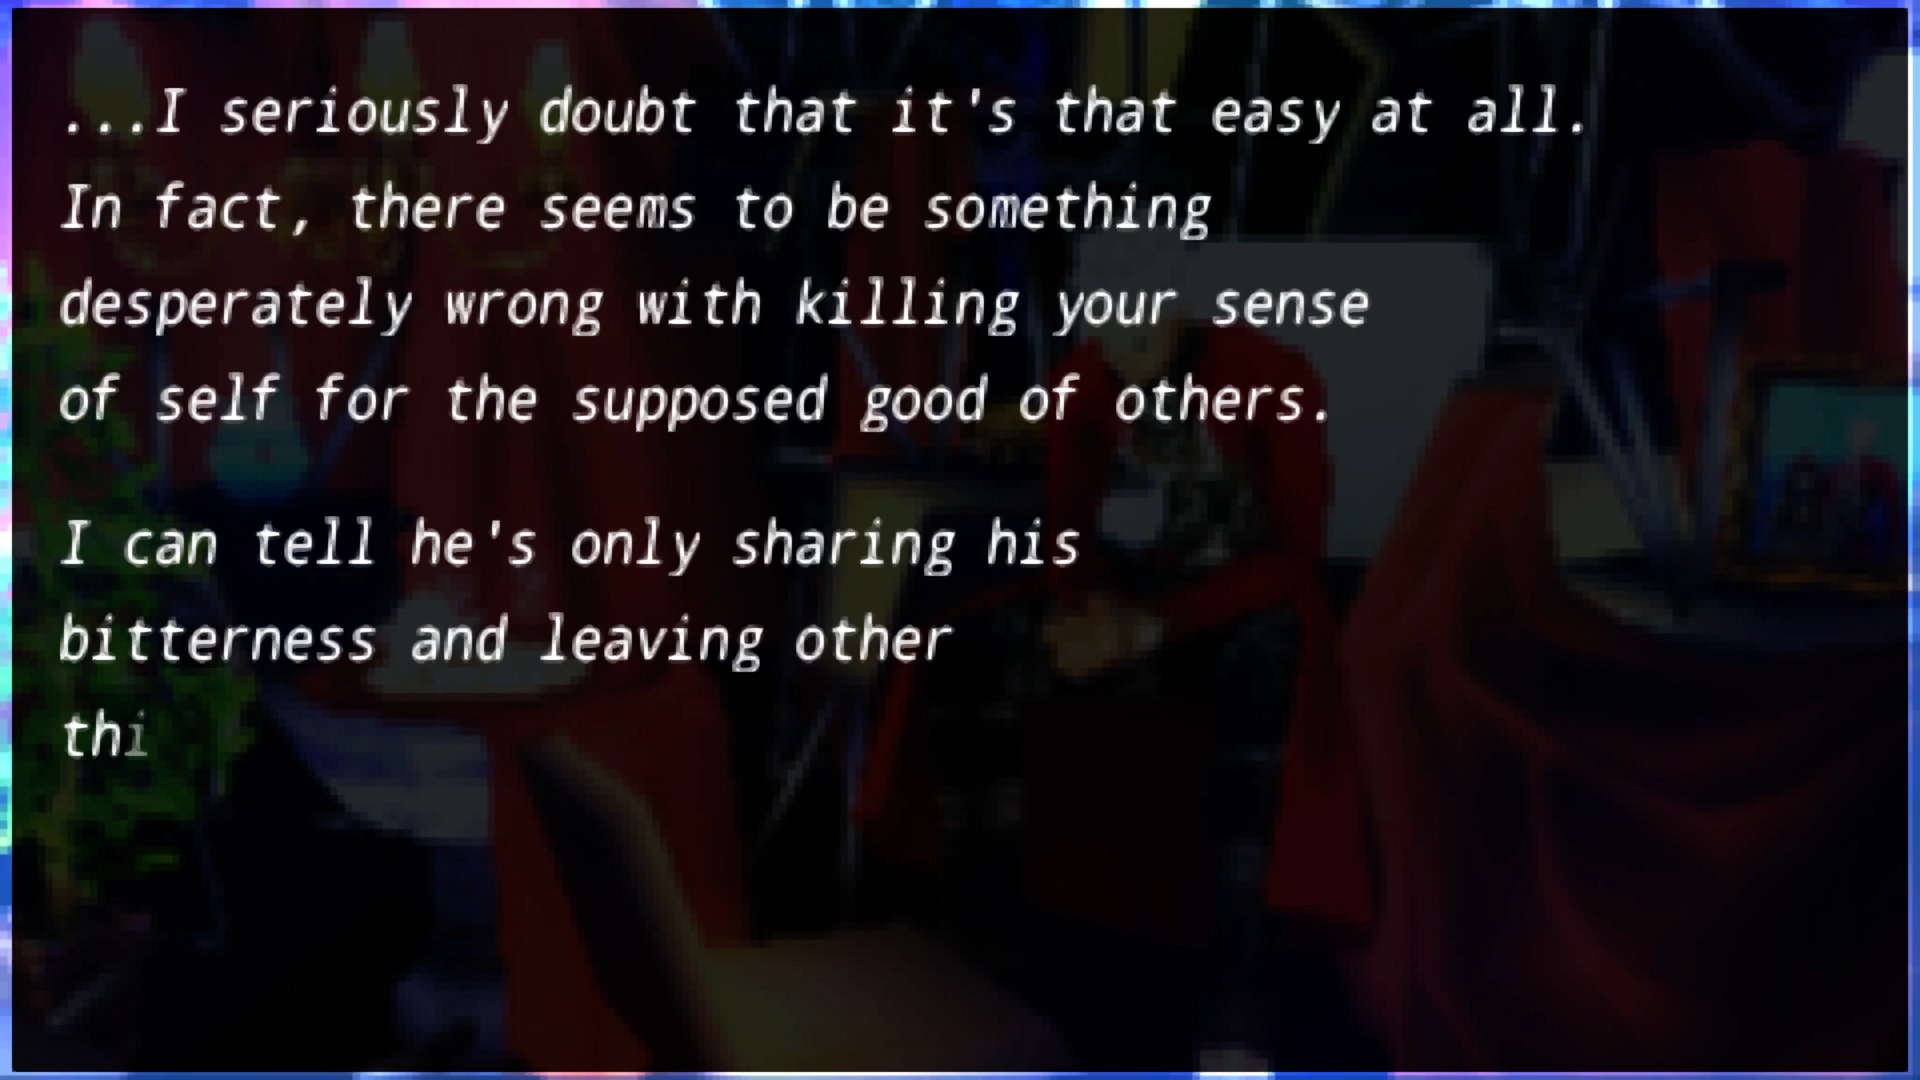 ...I seriously doubt that it's that easy at all.
In fact, there seems to be something
desperately wrong with killing your sense
of self for the supposed good of others.
I can tell he's only sharing his
bitterness and leaving other
thi